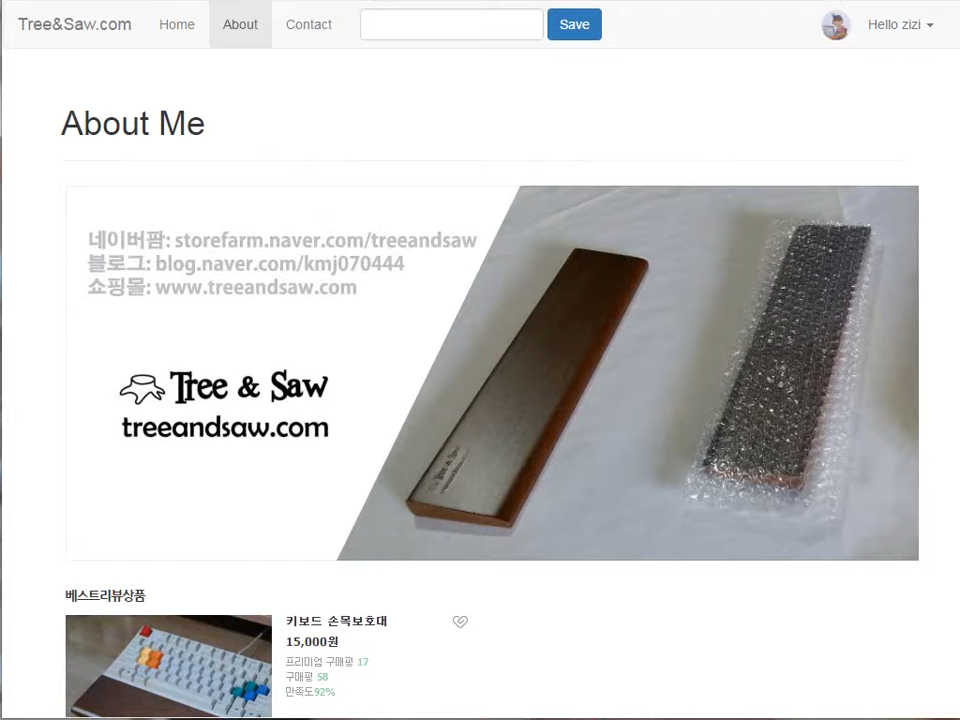 Tree&Saw.com Home About Contact Save Hello zizi
About Me
네이버팜: storefarm.naver.com/treeandsaw
블로그: blog.naver.com/kmj070444
쇼핑몰: www.treeandsaw.com
Tree & Saw
treeandsaw.com
Tree & Saw
베스트리뷰상품
키보드 손목보호대
15,000원
프리미엄 구매평 17
구매평 58
만족도92%